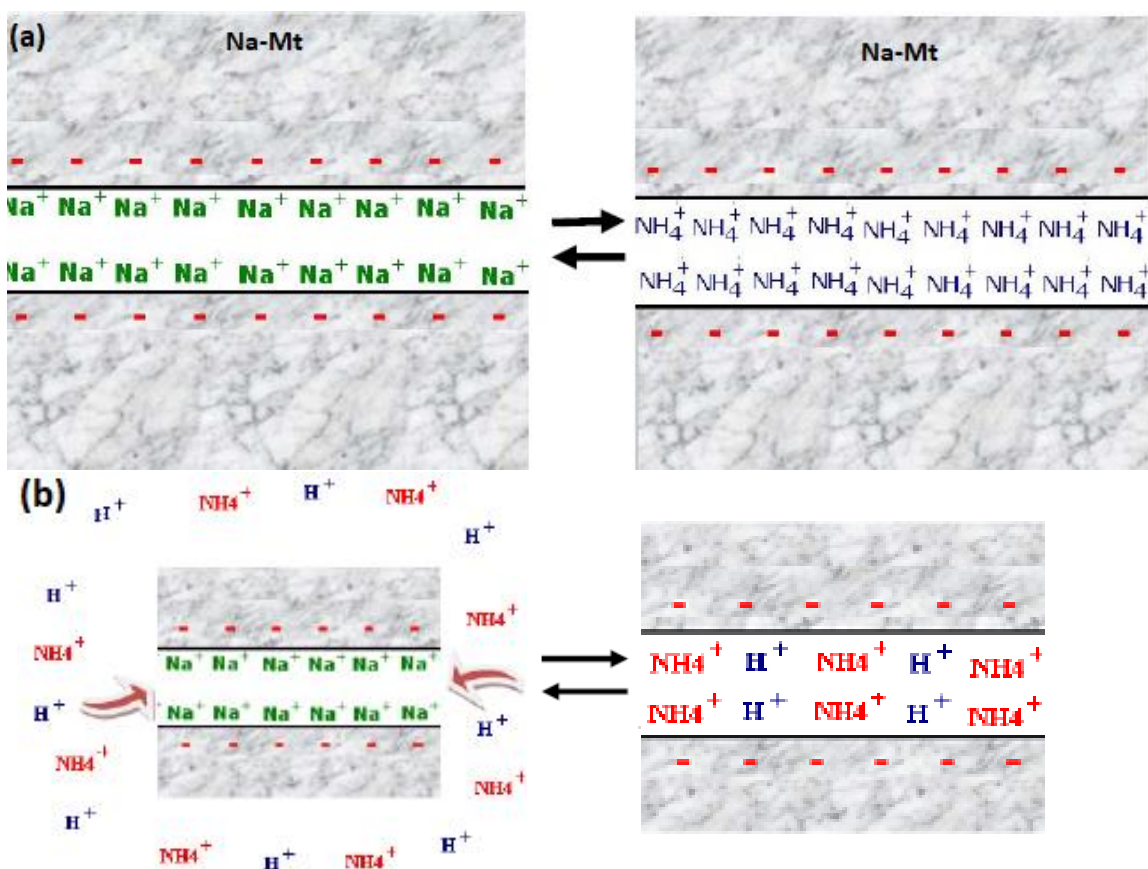 (a) Na-Mt Na-Mt
- - - - - - - - - - - - - - - - - -
Na+ Na+ Na+ Na+ Na+ Na+ Na+ Na+ Na+ NH4+ NH4+ NH4+ NH4+ NH4+ NH4+ NH4+ NH4+ NH4+
Na+ Na+ Na+ Na+ Na+ Na+ Na+ Na+ Na+ NH4+ NH4+ NH4+ NH4+ NH4+ NH4+ NH4+ NH4+ NH4+
- - - - - - - - - - - - - - - - - -
(b) H+ NH4+ H+ NH4+
H+
H+
NH4+
- - - - - - - - - - - -
NH4+ Na+ Na+ Na+ Na+ Na+ Na+ NH4+ H+ NH4+ H+ NH4+
H+ Na+ Na+ Na+ Na+ Na+ Na+ H+ NH4+ H+ NH4+ H+ NH4+
- - - - - - - - - - - -
NH4+ NH4+
H+ H+
NH4+ H+ NH4+